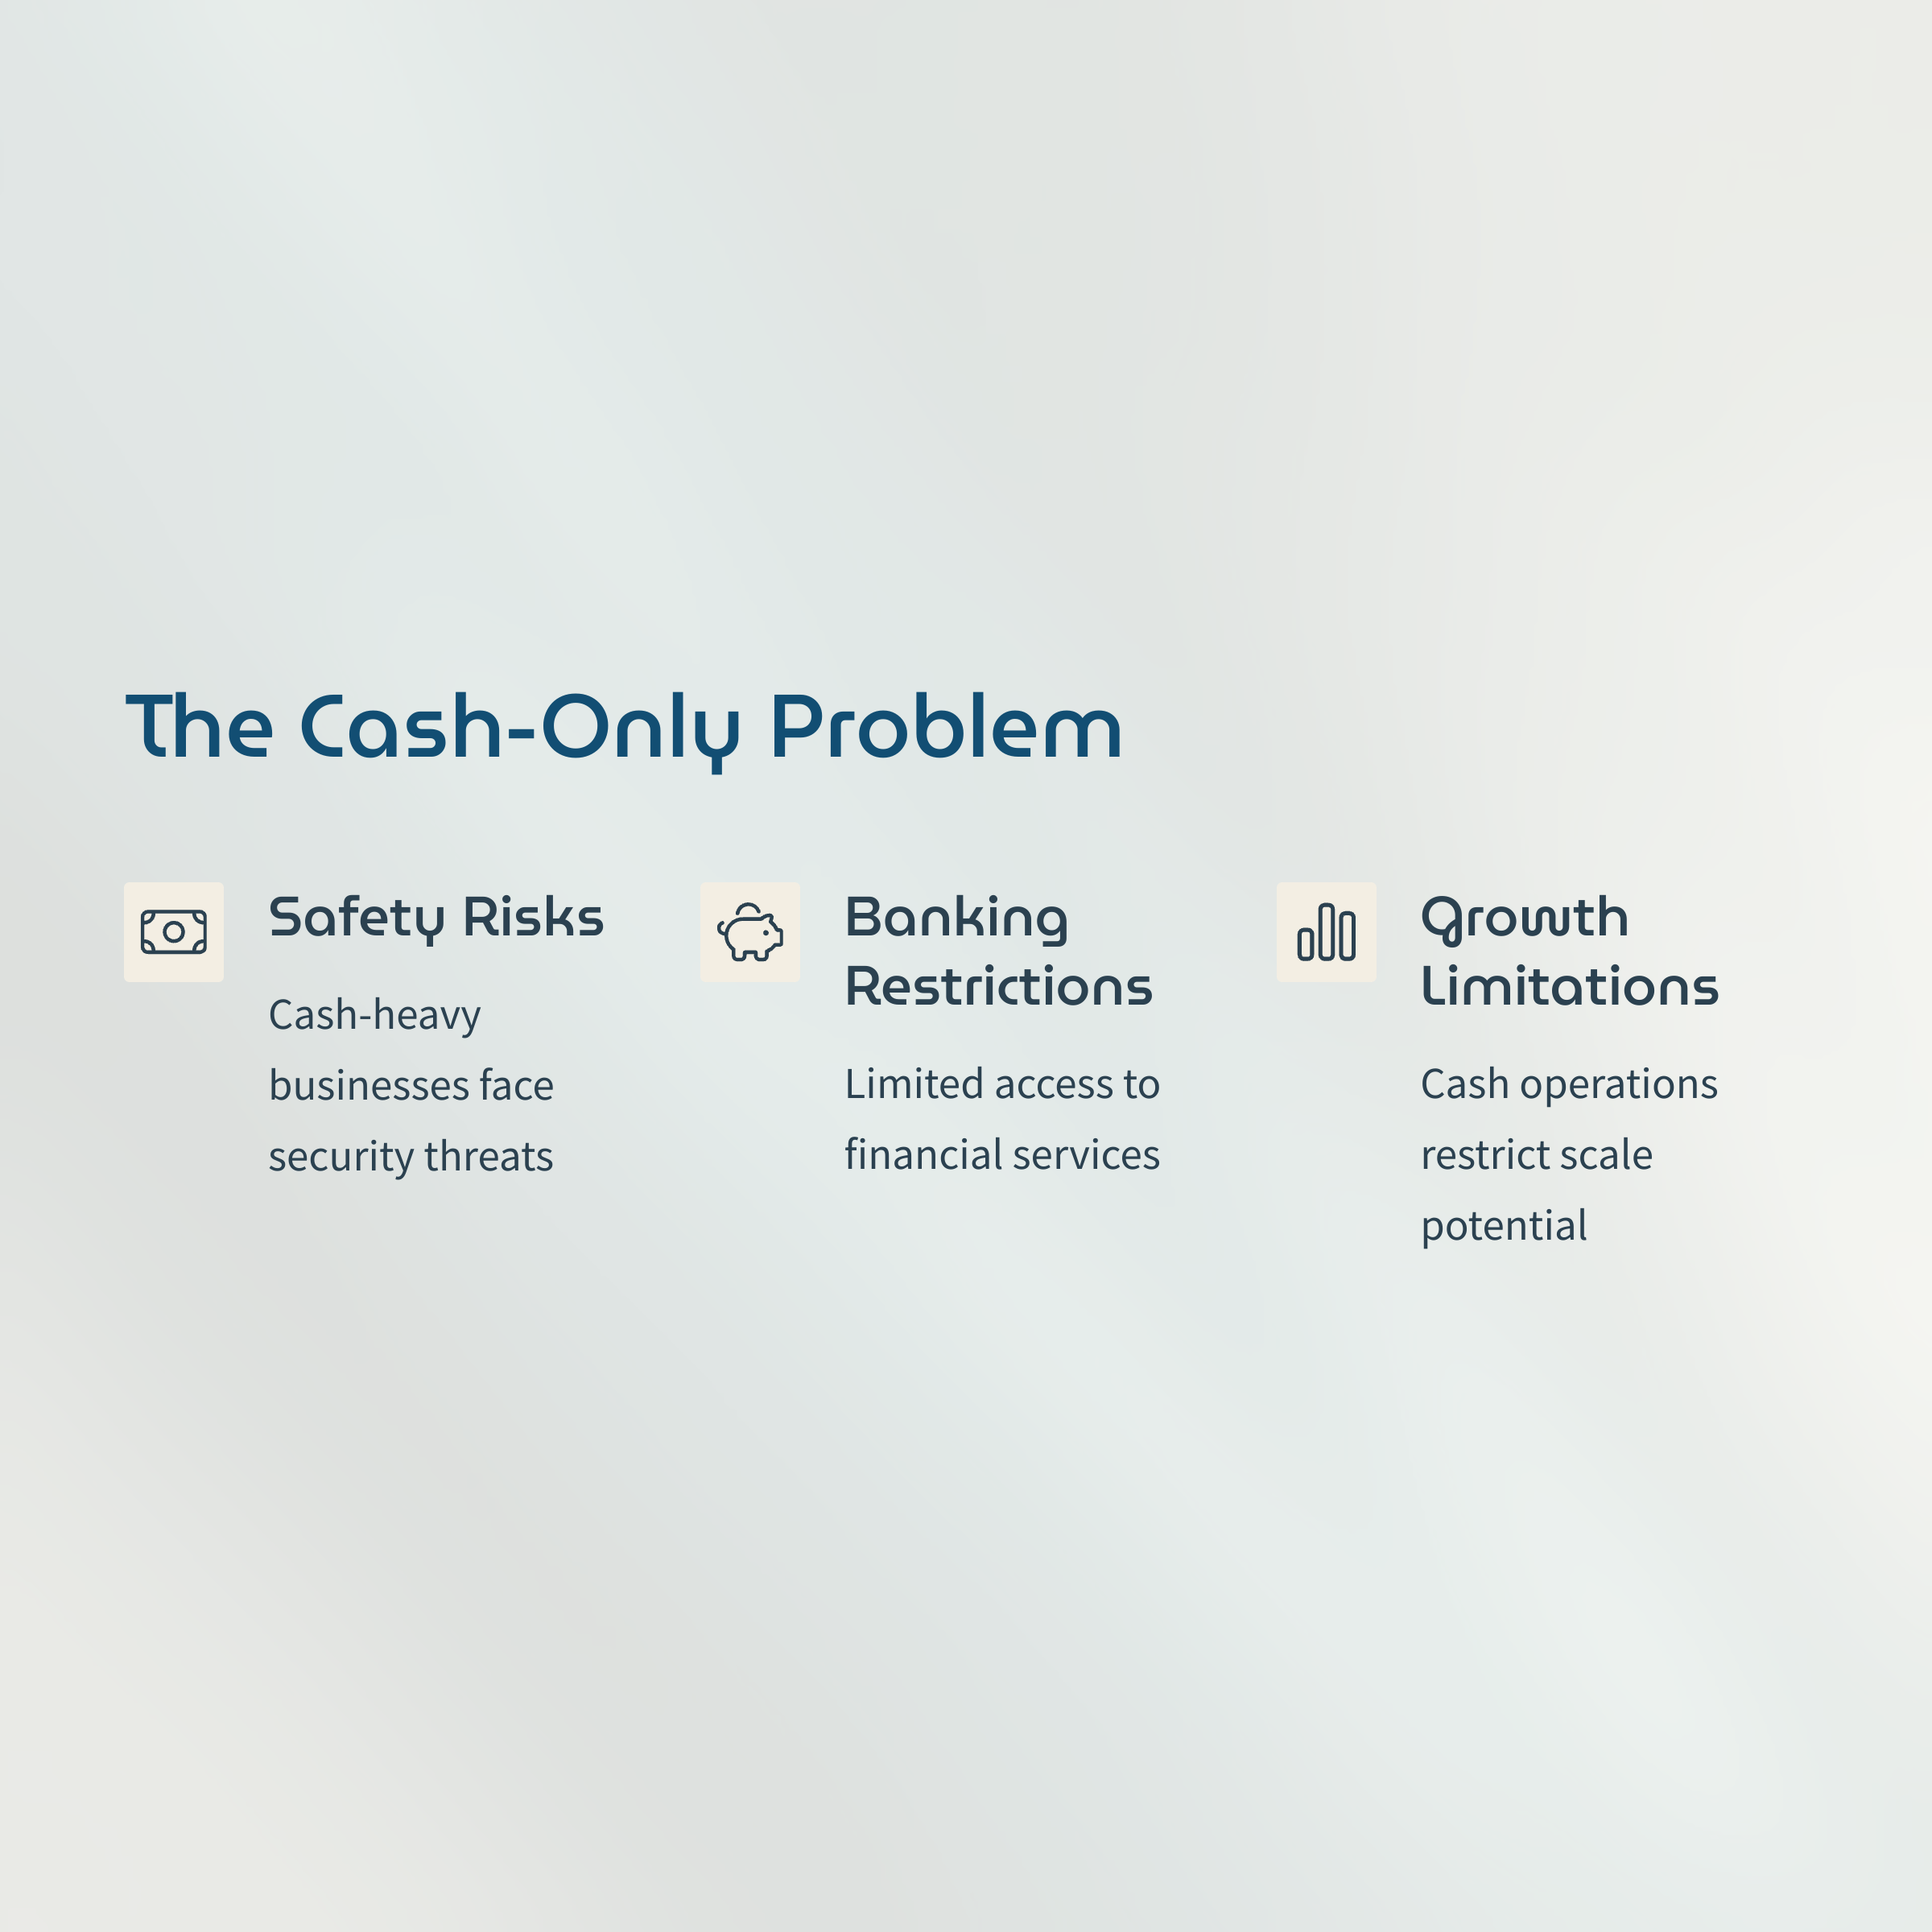 The Cash-Only Problem
Safety Risks
Cash-heavy
businesses face
security threats
Banking
Restrictions
Limited access to
financial services
Growth
Limitations
Cash operations
restrict scale
potential